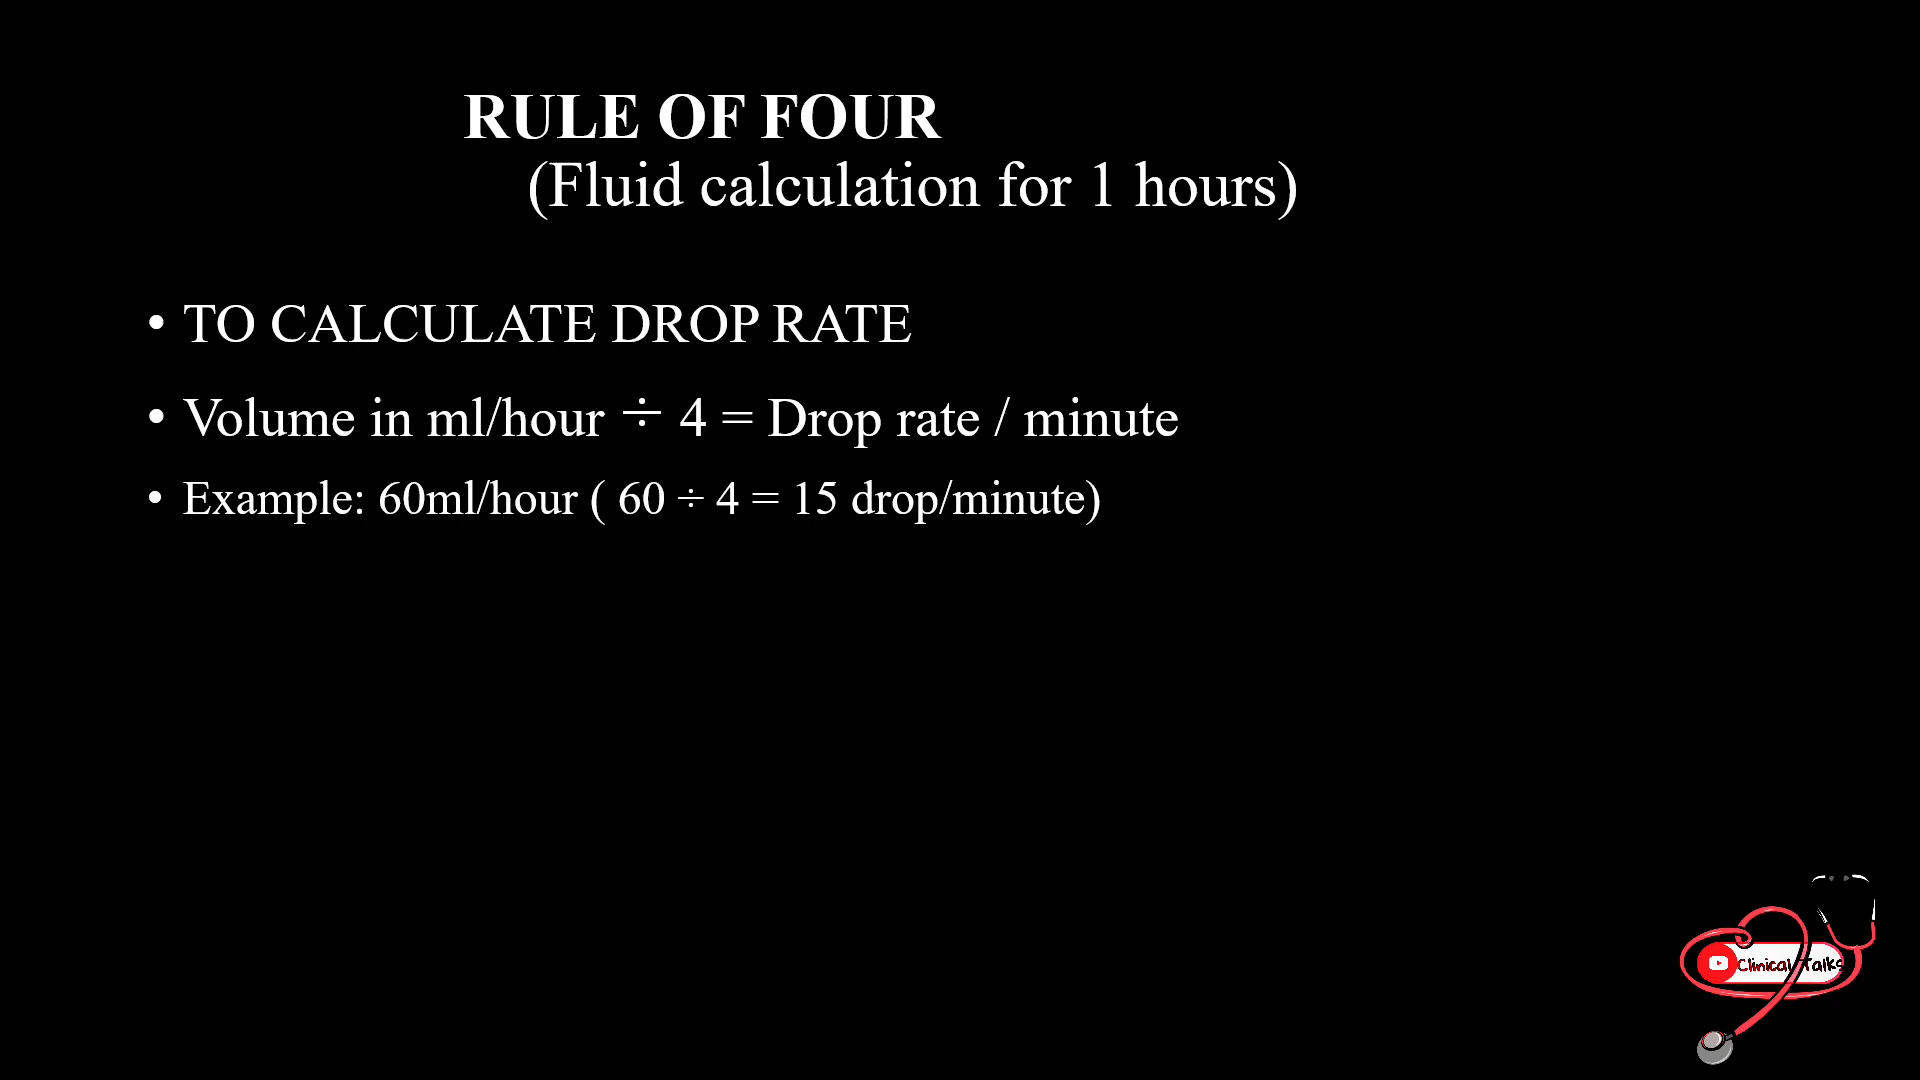 RULE OF FOUR
(Fluid calculation for 1 hours)
• TO CALCULATE DROP RATE
• Volume in ml/hour ÷ 4 = Drop rate / minute
• Example: 60ml/hour ( 60 ÷ 4 = 15 drop/minute)
Clinical Talks